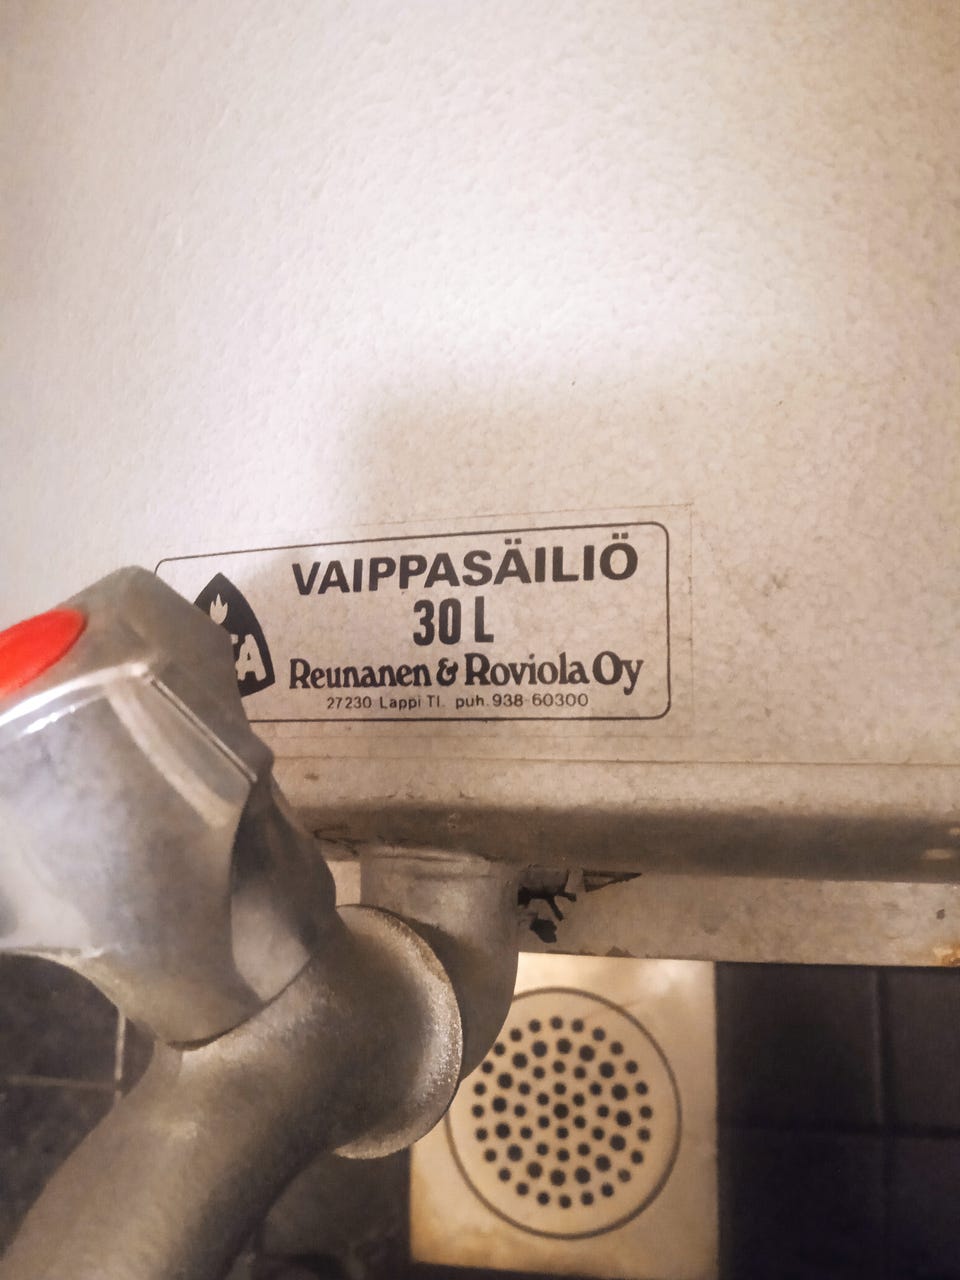 VAIPPASÄILIÖ
30 L
Reunanen & Roviola Oy
27230 Lappi Tl. puh. 938-60300